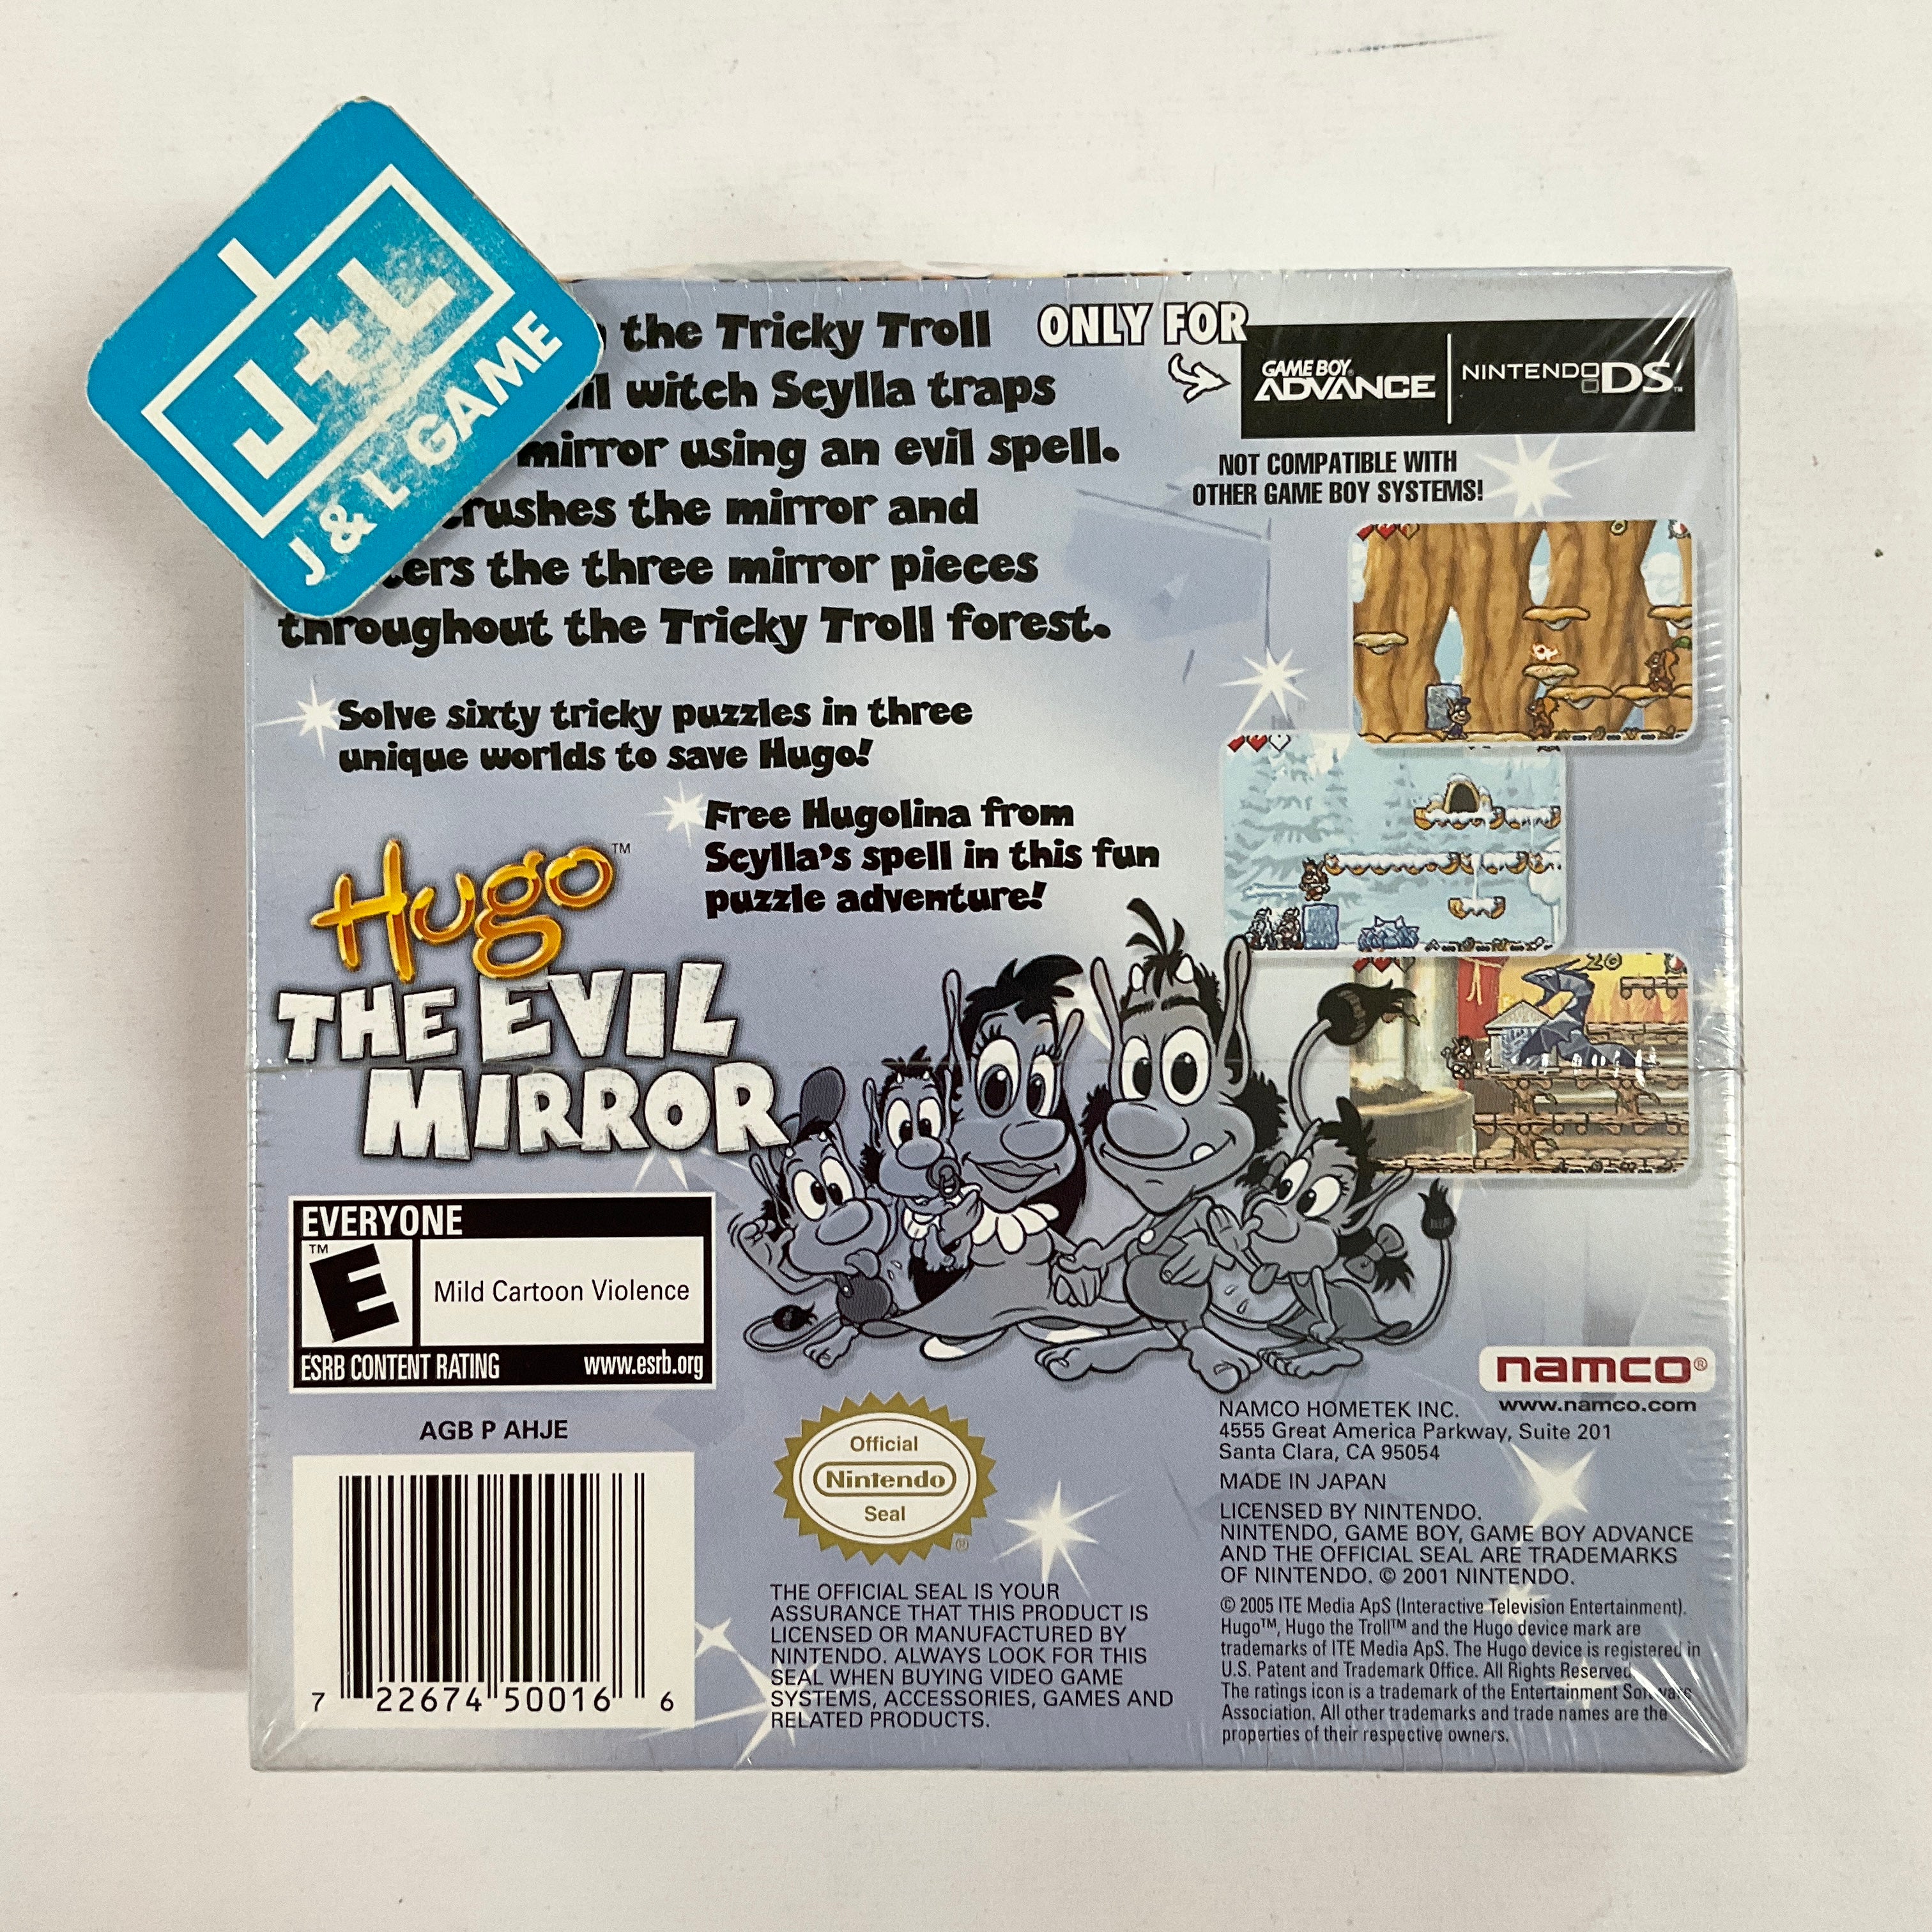 J+L
J & L GAME
the Tricky Troll
witch Scylla traps
mirror using an evil spell.
the mirror and
the three mirror pieces
throughout the Tricky Troll forest.
ONLY FOR
GAME BOY ADVANCE
NINTENDO DS™
NOT COMPATIBLE WITH
OTHER GAME BOY SYSTEMS!
Solve sixty tricky puzzles in three
unique worlds to save Hugo!
Free Hugolina from
Scylla's spell in this fun
puzzle adventure!
Hugo™
THE EVIL
MIRROR
20
EVERYONE
E™
Mild Cartoon Violence
ESRB CONTENT RATING www.esrb.org
AGB P AHJE
7 22674 50016 6
Official
Nintendo
Seal
®
THE OFFICIAL SEAL IS YOUR
ASSURANCE THAT THIS PRODUCT IS
LICENSED OR MANUFACTURED BY
NINTENDO. ALWAYS LOOK FOR THIS
SEAL WHEN BUYING VIDEO GAME
SYSTEMS, ACCESSORIES, GAMES AND
RELATED PRODUCTS.
namco®
www.namco.com
NAMCO HOMETEK INC.
4555 Great America Parkway, Suite 201
Santa Clara, CA 95054
MADE IN JAPAN
LICENSED BY NINTENDO.
NINTENDO, GAME BOY, GAME BOY ADVANCE
AND THE OFFICIAL SEAL ARE TRADEMARKS
OF NINTENDO. © 2001 NINTENDO.
© 2005 ITE Media ApS (Interactive Television Entertainment).
Hugo™, Hugo the Troll™ and the Hugo device mark are
trademarks of ITE Media ApS. The Hugo device is registered in
U.S. Patent and Trademark Office. All Rights Reserved
The ratings icon is a trademark of the Entertainment Software
Association. All other trademarks and trade names are the
properties of their respective owners.